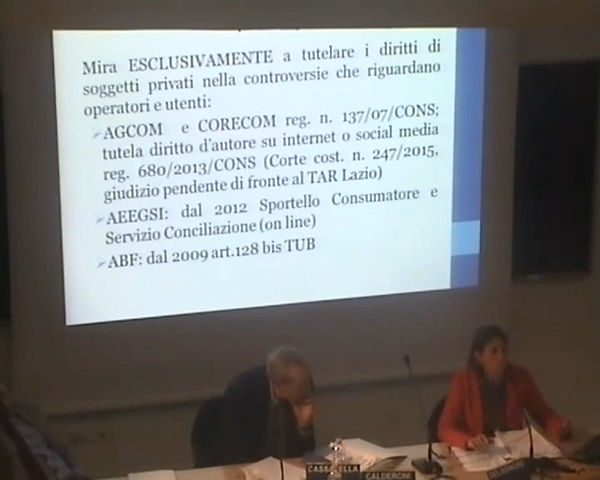 Mira ESCLUSIVAMENTE a tutelare i diritti di
soggetti privati nella controversie che riguardano
operatori e utenti:
AGCOM e CORECOM reg. n. 137/07/CONS;
tutela diritto d'autore su internet o social media
reg. 680/2013/CONS (Corte cost. n. 247/2015,
giudizio pendente di fronte al TAR Lazio)
AEEGSI: dal 2012 Sportello Consumatore e
Servizio Conciliazione (on line)
ABF: dal 2009 art.128 bis TUB
CALDERONI